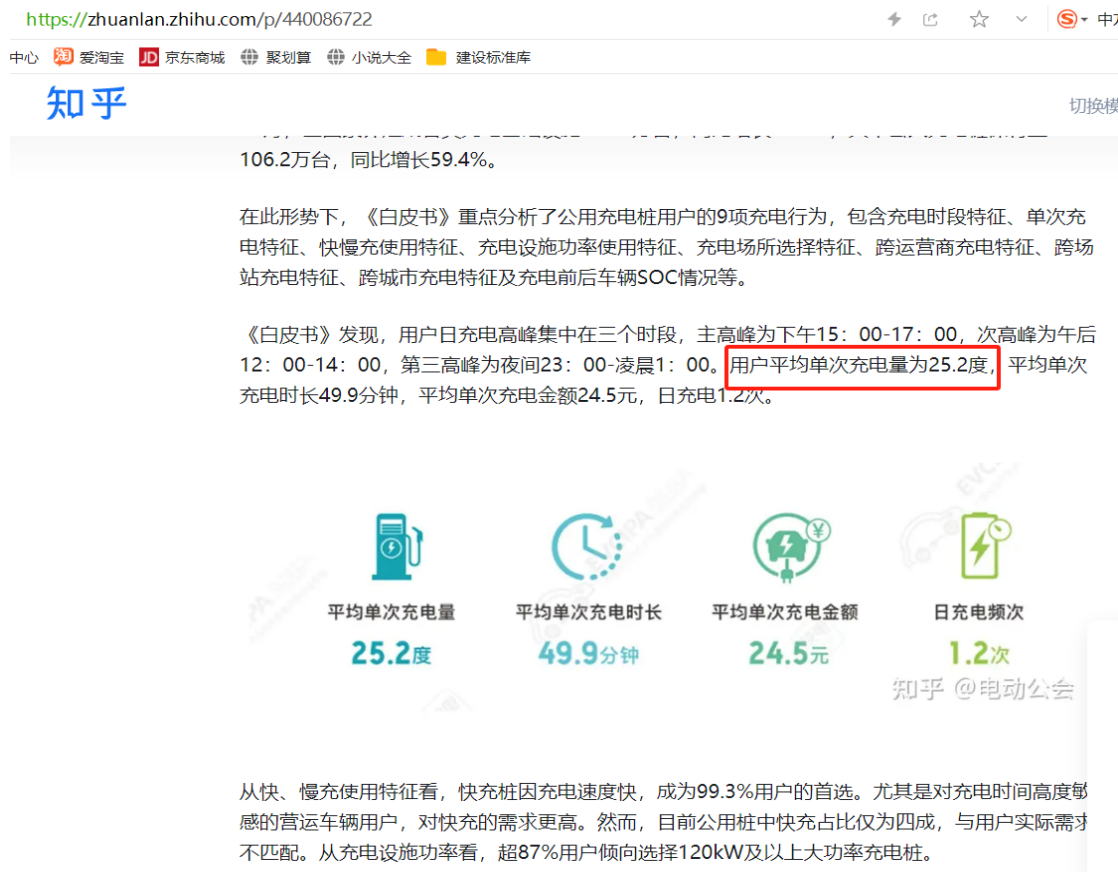 https://zhuanlan.zhihu.com/p/440086722
中
中心 淘 爱淘宝 JD 京东商城 聚划算 小说大全 建设标准库
知乎
切换模
106.2万台，同比增长59.4%。
在此形势下，《白皮书》重点分析了公用充电桩用户的9项充电行为，包含充电时段特征、单次充
电特征、快慢充使用特征、充电设施功率使用特征、充电场所选择特征、跨运营商充电特征、跨场
站充电特征、跨城市充电特征及充电前后车辆SOC情况等。
《白皮书》发现，用户日充电高峰集中在三个时段，主高峰为下午15：00-17：00，次高峰为午后
12：00-14：00，第三高峰为夜间23：00-凌晨1：00。用户平均单次充电量为25.2度，平均单次
充电时长49.9分钟，平均单次充电金额24.5元，日充电1.2次。
平均单次充电量 平均单次充电时长 平均单次充电金额 日充电频次
25.2度 49.9分钟 24.5元 1.2次
知乎 @电动公会
从快、慢充使用特征看，快充桩因充电速度快，成为99.3%用户的首选。尤其是对充电时间高度敏
感的营运车辆用户，对快充的需求更高。然而，目前公用桩中快充占比仅为四成，与用户实际需求
不匹配。从充电设施功率看，超87%用户倾向选择120kW及以上大功率充电桩。